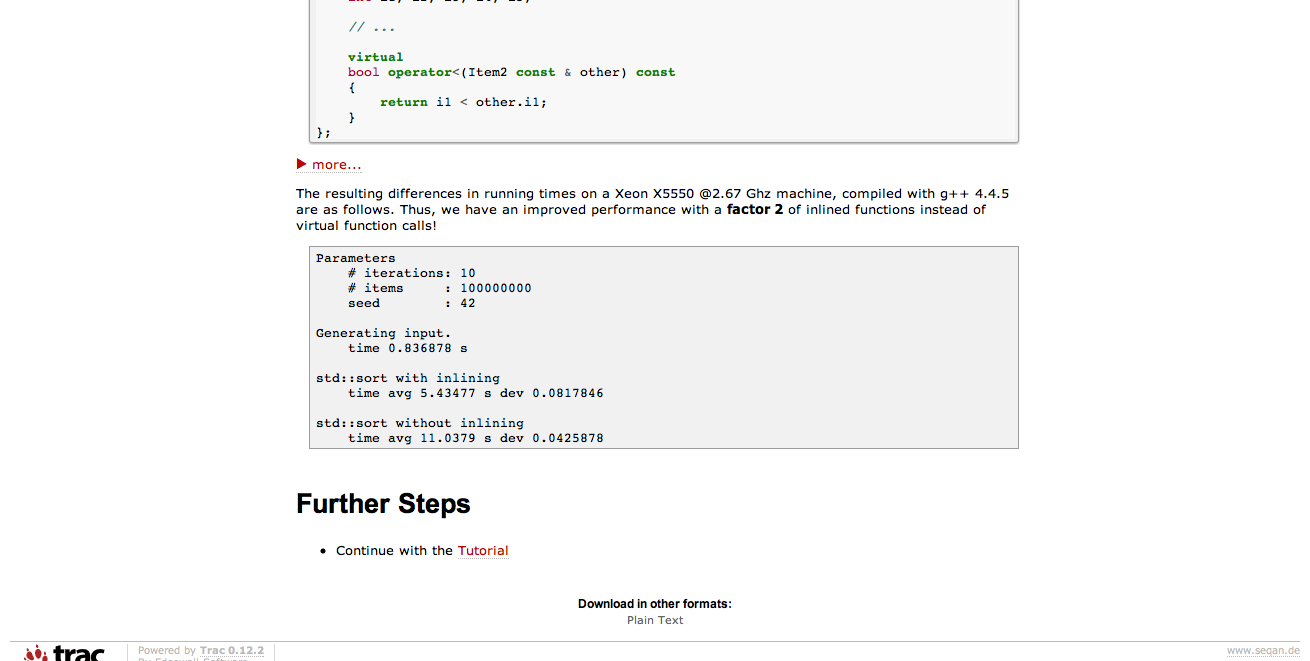 // ...
virtual
bool operator<(Item2 const & other) const
{
return i1 < other.i1;
}
};
more...
The resulting differences in running times on a Xeon X5550 @2.67 Ghz machine, compiled with g++ 4.4.5
are as follows. Thus, we have an improved performance with a factor 2 of inlined functions instead of
virtual function calls!
Parameters
# iterations: 10
# items : 100000000
seed : 42
Generating input.
time 0.836878 s
std::sort with inlining
time avg 5.43477 s dev 0.0817846
std::sort without inlining
time avg 11.0379 s dev 0.0425878
Further Steps
Continue with the Tutorial
Download in other formats:
Plain Text
trac
Powered by Trac 0.12.2
www.seqan.de